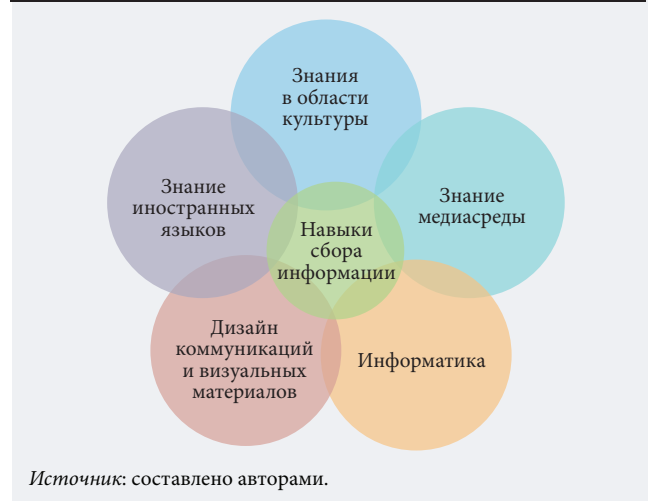 Знания
в области
культуры
Знание
иностранных
языков
Знание
медиасреды
Навыки
сбора
информации
Дизайн
коммуникаций
и визуальных
материалов
Информатика
Источник: составлено авторами.